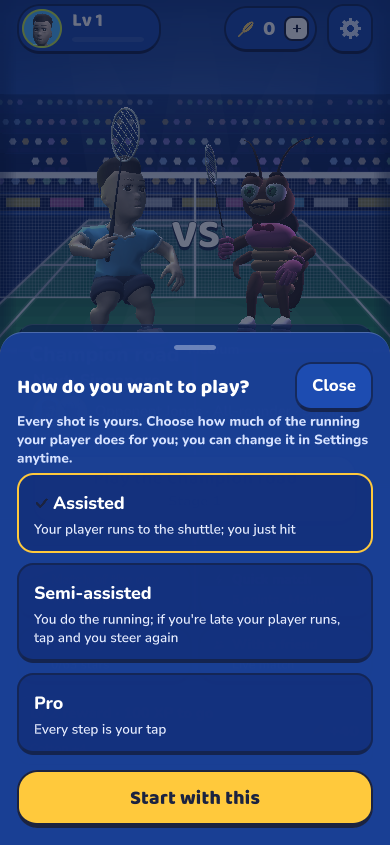 Lv 1
0
+
VS
How do you want to play?
Close
Every shot is yours. Choose how much of the running
your player does for you; you can change it in Settings
anytime.
Assisted
Your player runs to the shuttle; you just hit
Semi-assisted
You do the running; if you're late your player runs,
tap and you steer again
Pro
Every step is your tap
Start with this